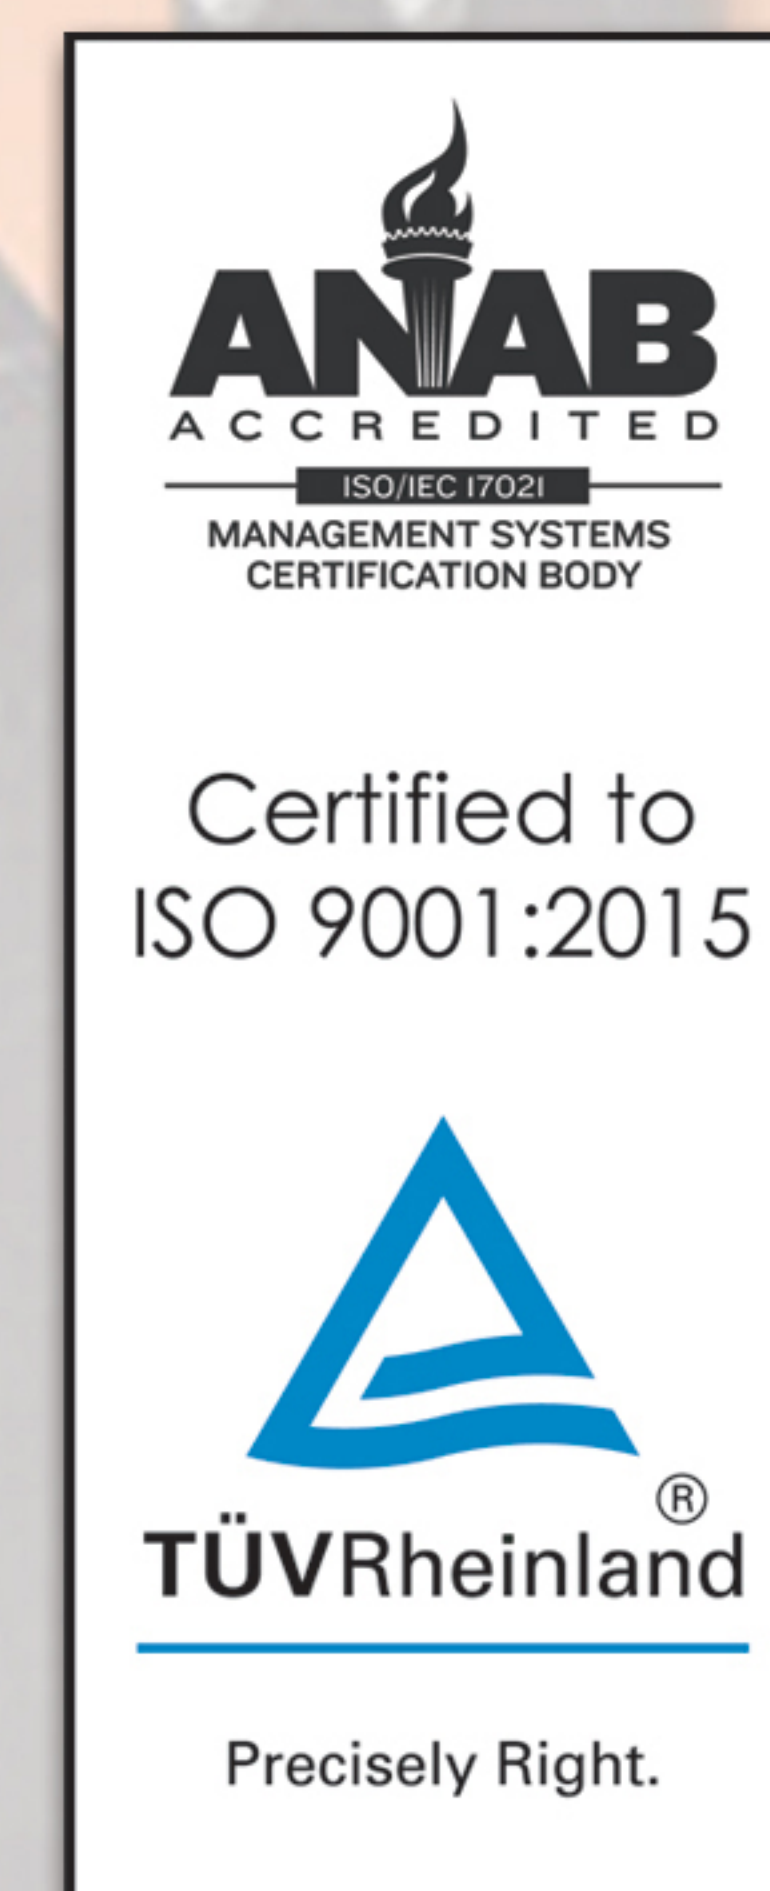 ANAB
ACCREDITED
ISO/IEC 17021
MANAGEMENT SYSTEMS
CERTIFICATION BODY
Certified to
ISO 9001:2015
®
TÜVRheinland
Precisely Right.